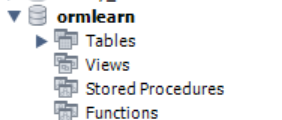 ormlearn
Tables
Views
Stored Procedures
Functions